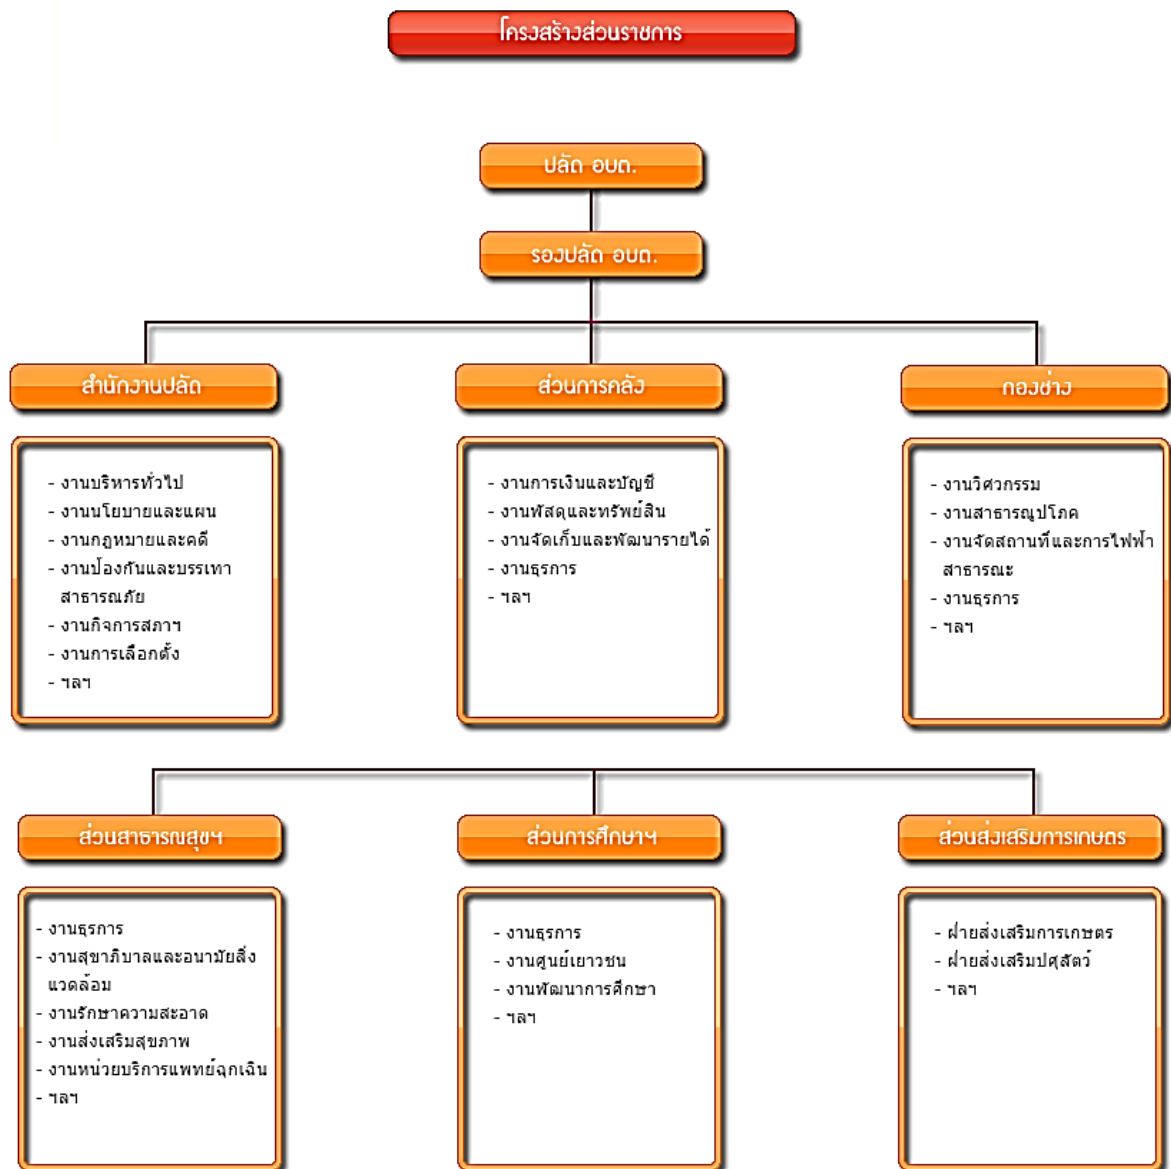 โครงสร้างส่วนราชการ
ปลัด อบต.
รองปลัด อบต.
สำนักงานปลัด
ส่วนการคลัง
กองช่าง
- งานบริหารทั่วไป
- งานนโยบายและแผน
- งานกฎหมายและคดี
- งานป้องกันและบรรเทา
สาธารณภัย
- งานกิจการสภาฯ
- งานการเลือกตั้ง
- ฯลฯ
- งานการเงินและบัญชี
- งานพัสดุและทรัพย์สิน
- งานจัดเก็บและพัฒนารายได้
- งานธุรการ
- ฯลฯ
- งานวิศวกรรม
- งานสาธารณูปโภค
- งานจัดสถานที่และการไฟฟ้า
สาธารณะ
- งานธุรการ
- ฯลฯ
ส่วนสาธารณสุขฯ
ส่วนการศึกษาฯ
ส่วนส่งเสริมการเกษตร
- งานธุรการ
- งานสุขาภิบาลและอนามัยสิ่ง
แวดล้อม
- งานรักษาความสะอาด
- งานส่งเสริมสุขภาพ
- งานหน่วยบริการแพทย์ฉุกเฉิน
- ฯลฯ
- งานธุรการ
- งานศูนย์เยาวชน
- งานพัฒนาการศึกษา
- ฯลฯ
- ฝ่ายส่งเสริมการเกษตร
- ฝ่ายส่งเสริมปศุสัตว์
- ฯลฯ